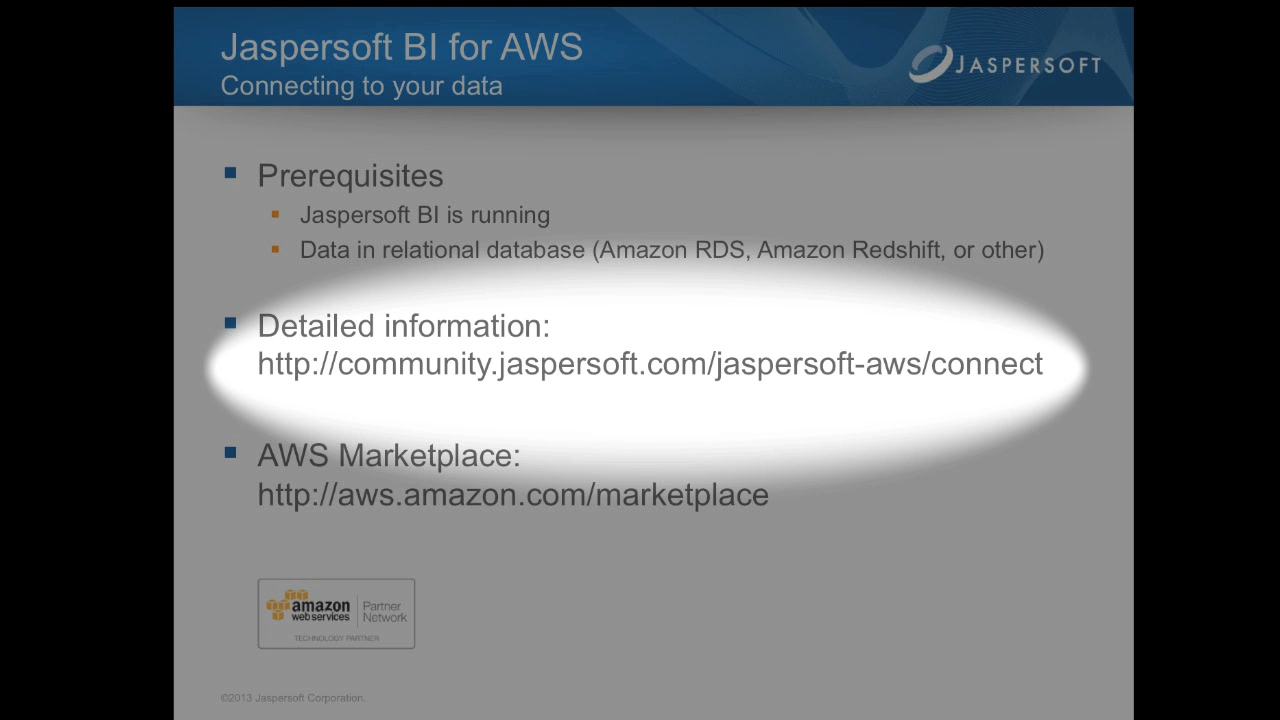 Jaspersoft BI for AWS
Connecting to your data
JASPERSOFT
Prerequisites
Jaspersoft BI is running
Data in relational database (Amazon RDS, Amazon Redshift, or other)
Detailed information:
http://community.jaspersoft.com/jaspersoft-aws/connect
AWS Marketplace:
http://aws.amazon.com/marketplace
amazon
webservices
Partner
Network
TECHNOLOGY PARTNER
©2013 Jaspersoft Corporation.